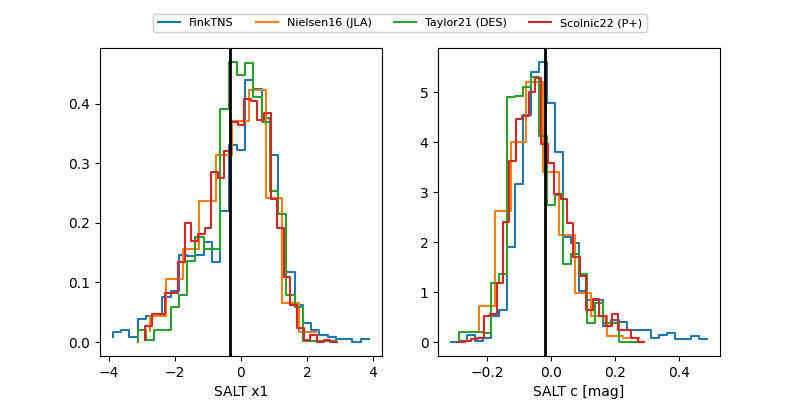 FinkTNS Nielsen16 (JLA) Taylor21 (DES) Scolnic22 (P+)
0.4
0.3
0.2
0.1
0.0
−4 −2 0 2 4
SALT x1
5
4
3
2
1
0
−0.2 0.0 0.2 0.4
SALT c [mag]